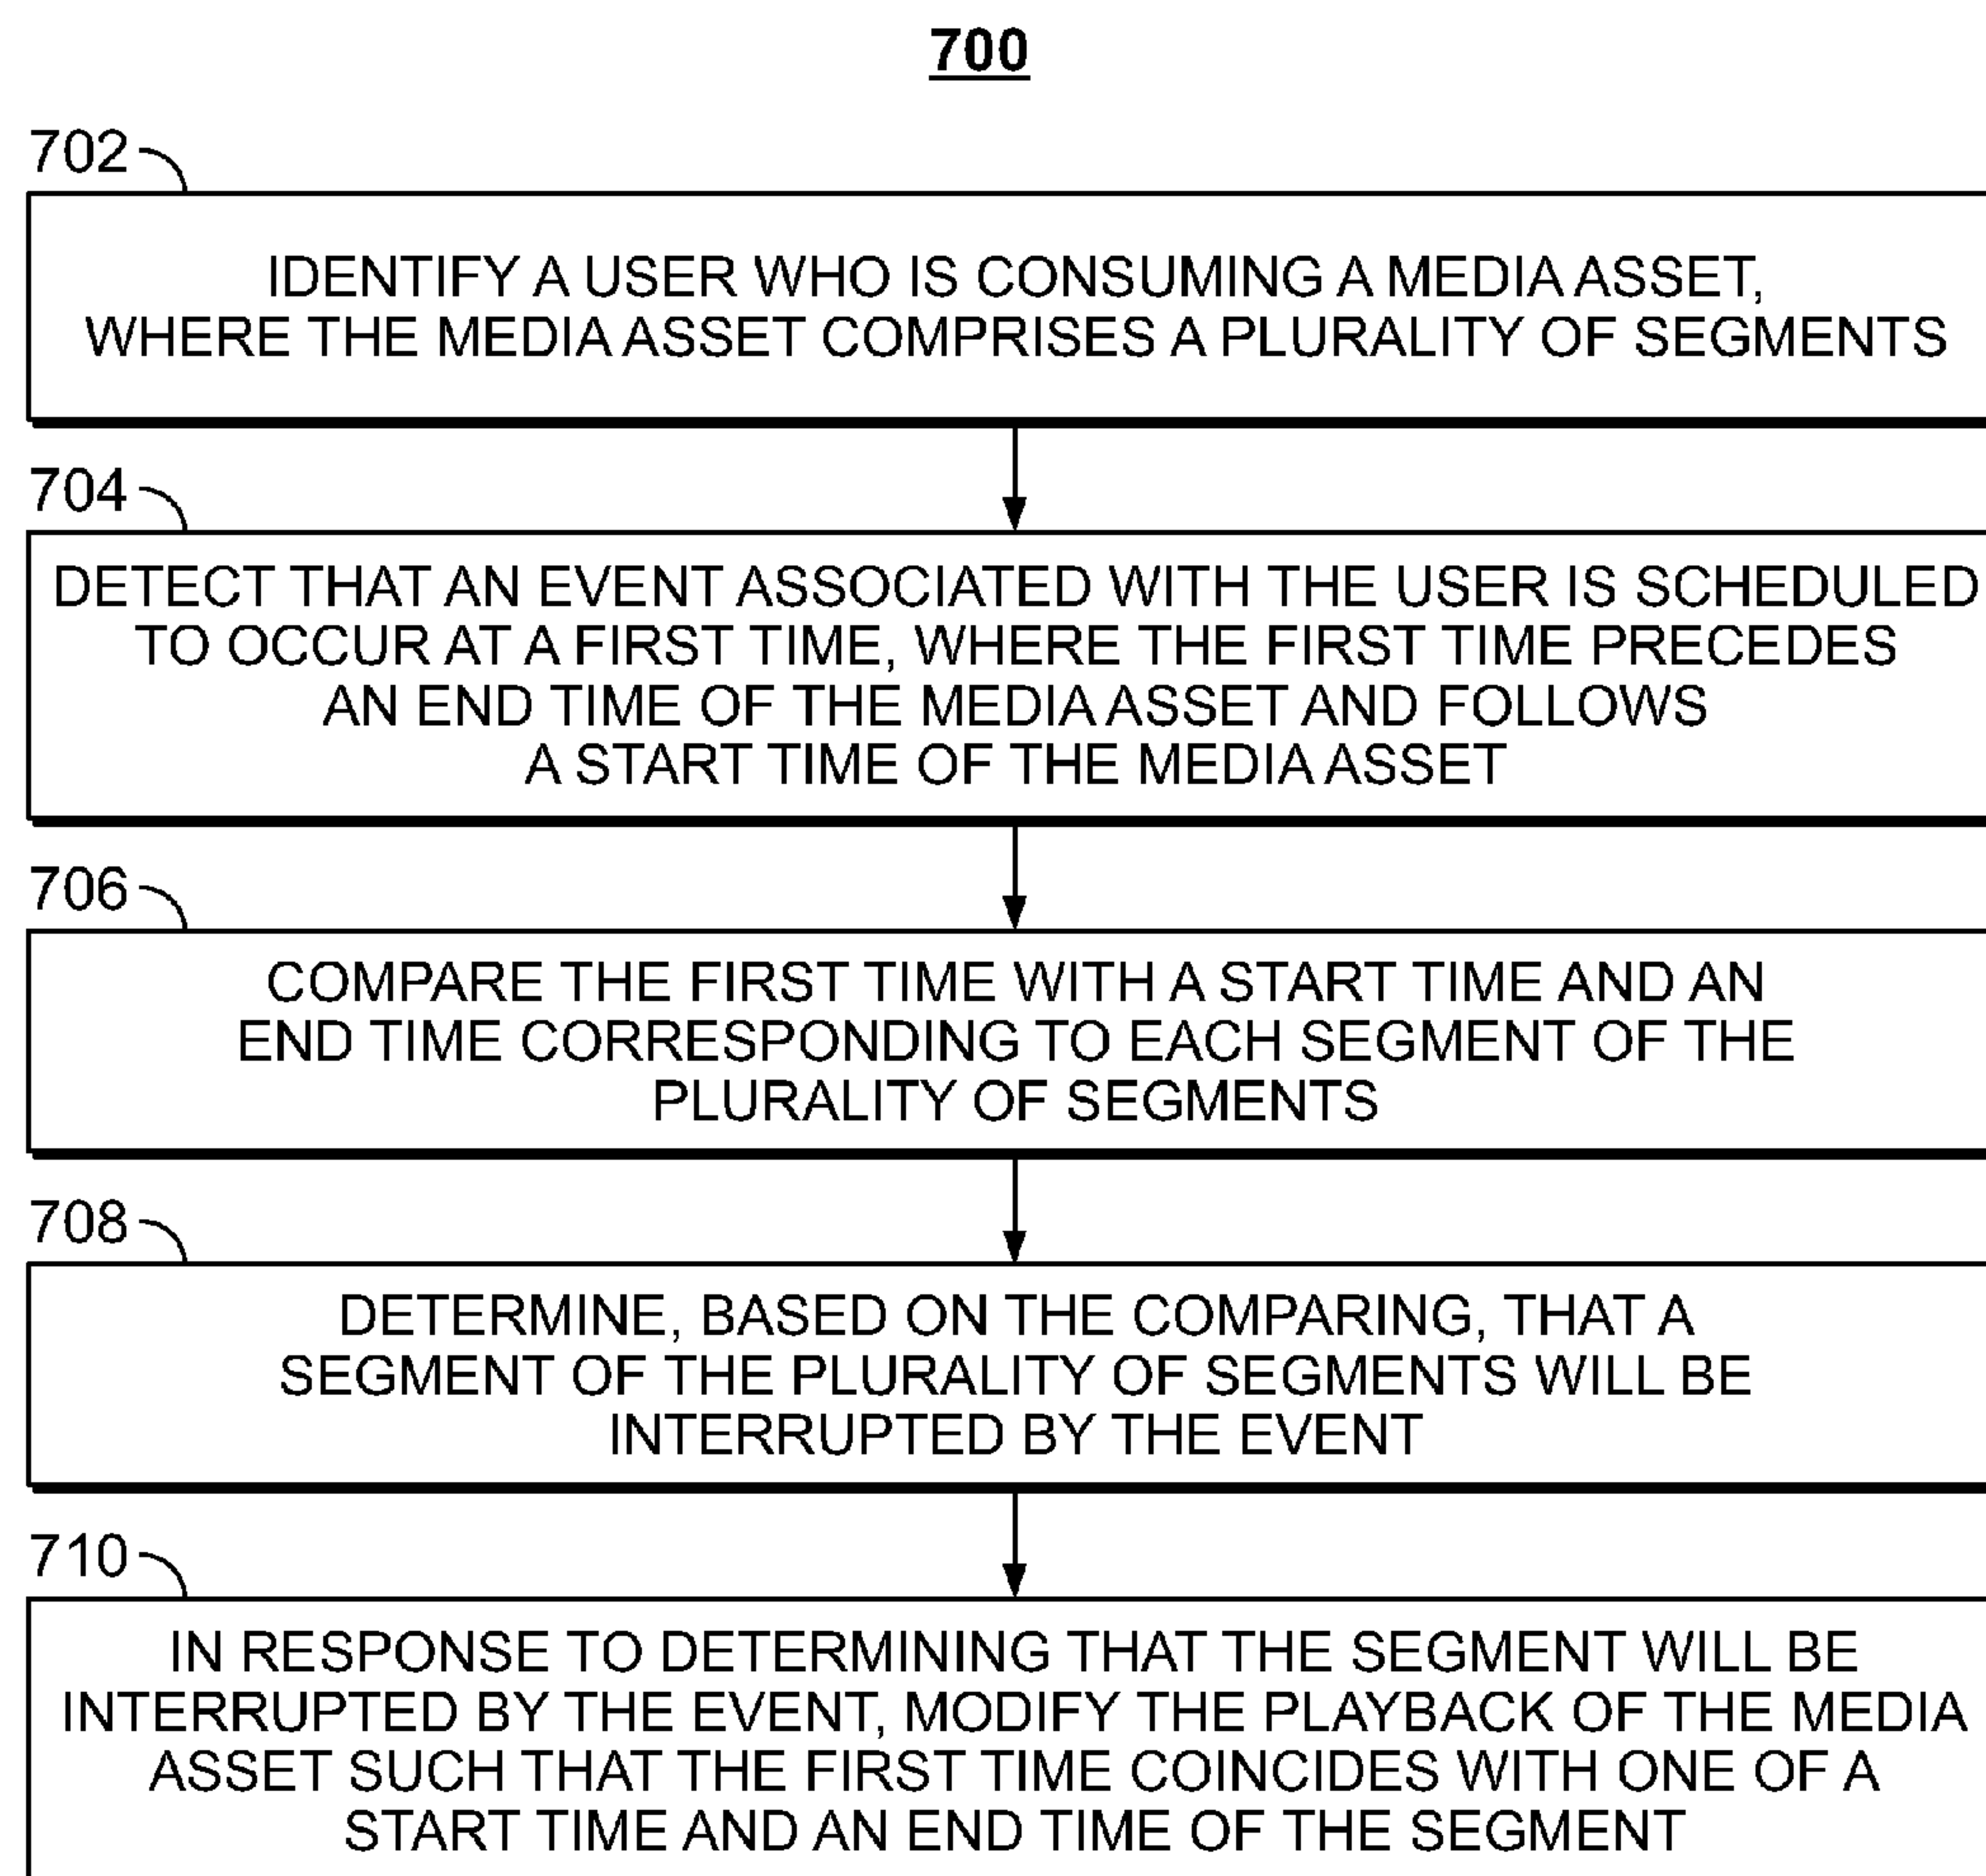 700
702
IDENTIFY A USER WHO IS CONSUMING A MEDIA ASSET,
WHERE THE MEDIA ASSET COMPRISES A PLURALITY OF SEGMENTS
704
DETECT THAT AN EVENT ASSOCIATED WITH THE USER IS SCHEDULED
TO OCCUR AT A FIRST TIME, WHERE THE FIRST TIME PRECEDES
AN END TIME OF THE MEDIA ASSET AND FOLLOWS
A START TIME OF THE MEDIA ASSET
706
COMPARE THE FIRST TIME WITH A START TIME AND AN
END TIME CORRESPONDING TO EACH SEGMENT OF THE
PLURALITY OF SEGMENTS
708
DETERMINE, BASED ON THE COMPARING, THAT A
SEGMENT OF THE PLURALITY OF SEGMENTS WILL BE
INTERRUPTED BY THE EVENT
710
IN RESPONSE TO DETERMINING THAT THE SEGMENT WILL BE
INTERRUPTED BY THE EVENT, MODIFY THE PLAYBACK OF THE MEDIA
ASSET SUCH THAT THE FIRST TIME COINCIDES WITH ONE OF A
START TIME AND AN END TIME OF THE SEGMENT